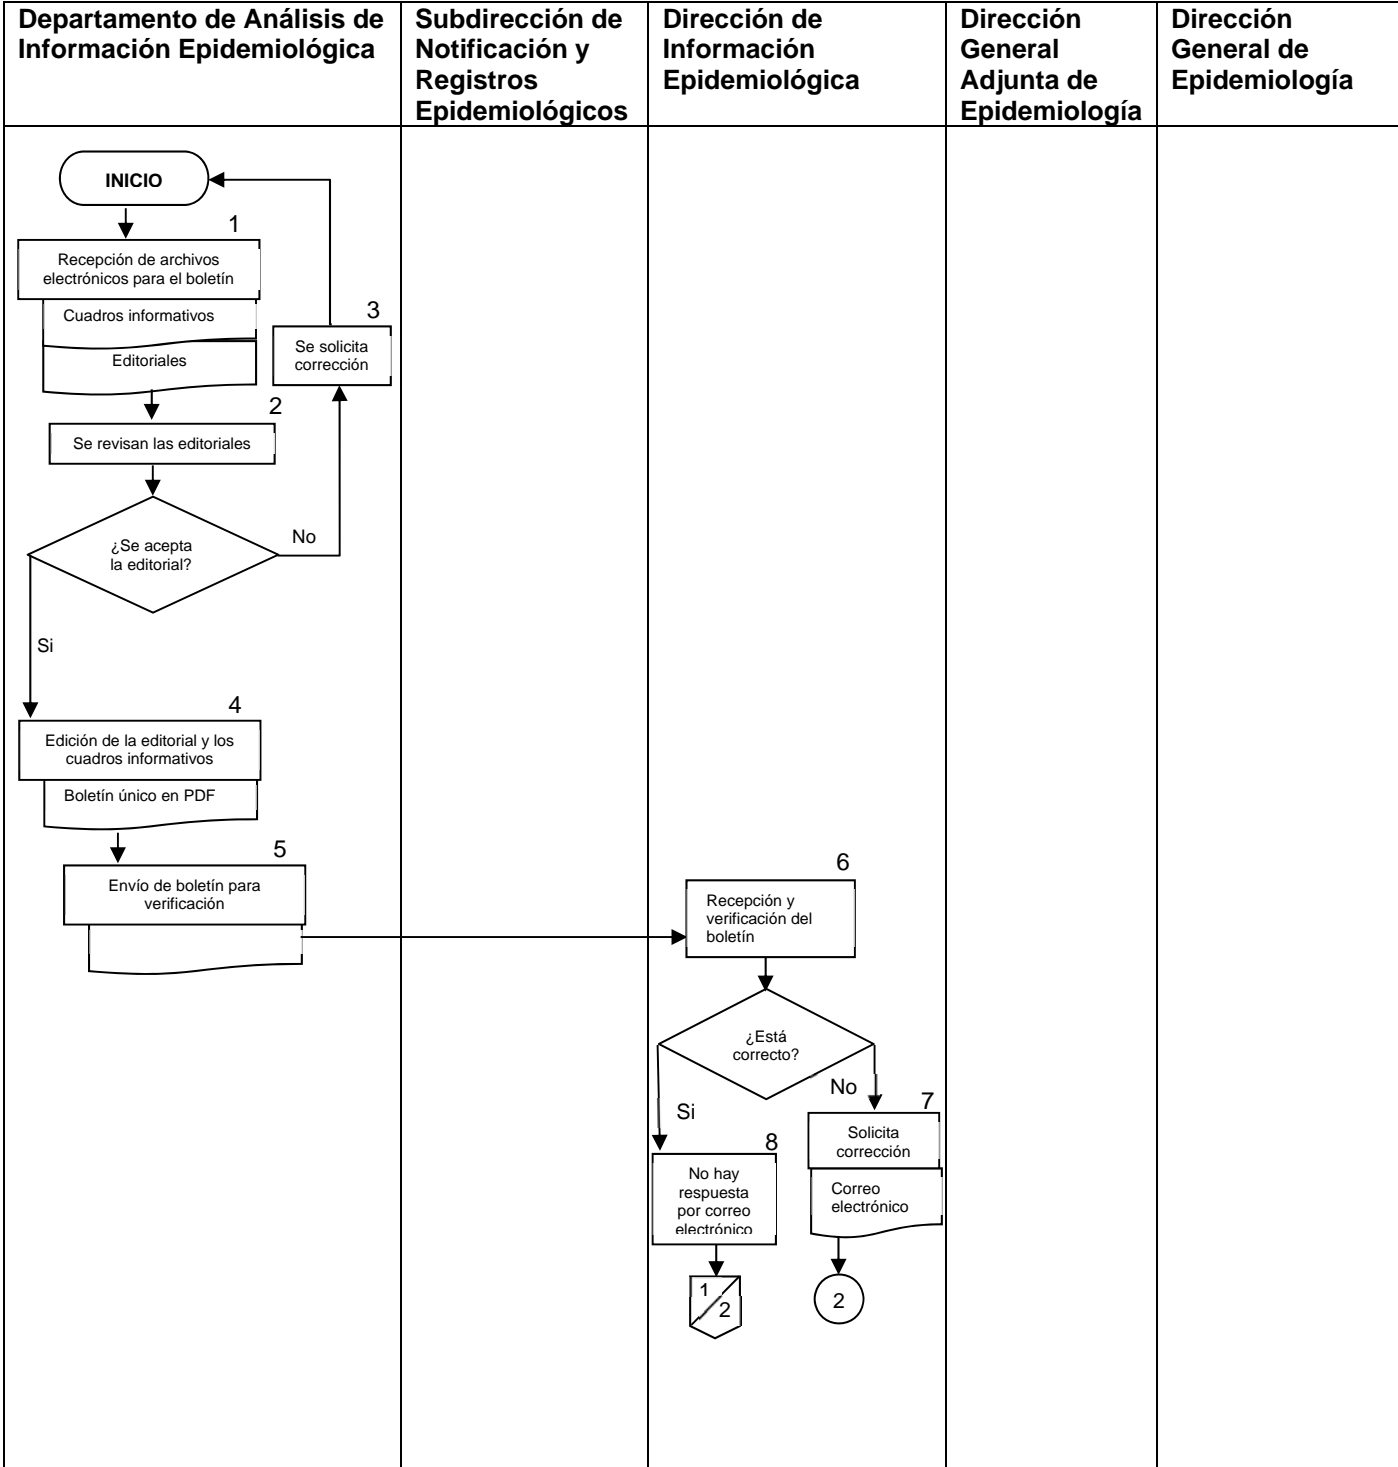 Departamento de Análisis de
Información Epidemiológica
Subdirección de
Notificación y
Registros
Epidemiológicos
Dirección de
Información
Epidemiológica
Dirección
General
Adjunta de
Epidemiología
Dirección
General de
Epidemiología
INICIO
1
Recepción de archivos
electrónicos para el boletín
Cuadros informativos
Editoriales
3
Se solicita
corrección
2
Se revisan las editoriales
¿Se acepta
la editorial?
No
Si
4
Edición de la editorial y los
cuadros informativos
Boletín único en PDF
5
Envío de boletín para
verificación
6
Recepción y
verificación del
boletín
¿Está
correcto?
No
Si
7
Solicita
corrección
Correo
electrónico
8
No hay
respuesta
por correo
electrónico
1
2
2